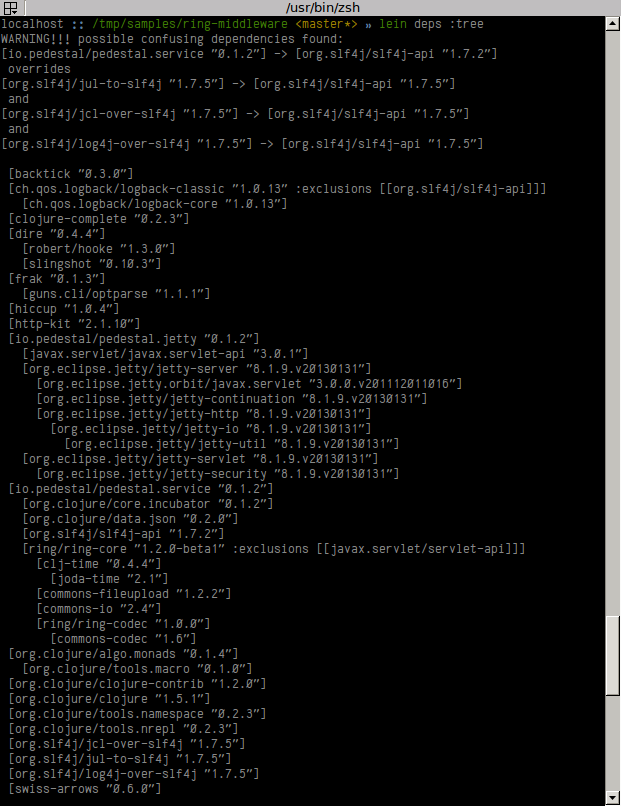 /usr/bin/zsh
localhost :: /tmp/samples/ring-middleware <master*> » lein deps :tree
WARNING!!! possible confusing dependencies found:
[io.pedestal/pedestal.service "0.1.2"] -> [org.slf4j/slf4j-api "1.7.2"]
 overrides
[org.slf4j/jul-to-slf4j "1.7.5"] -> [org.slf4j/slf4j-api "1.7.5"]
 and
[org.slf4j/jcl-over-slf4j "1.7.5"] -> [org.slf4j/slf4j-api "1.7.5"]
 and
[org.slf4j/log4j-over-slf4j "1.7.5"] -> [org.slf4j/slf4j-api "1.7.5"]
 [backtick "0.3.0"]
 [ch.qos.logback/logback-classic "1.0.13" :exclusions [[org.slf4j/slf4j-api]]]
   [ch.qos.logback/logback-core "1.0.13"]
 [clojure-complete "0.2.3"]
 [dire "0.4.4"]
   [robert/hooke "1.3.0"]
   [slingshot "0.10.3"]
 [frak "0.1.3"]
   [guns.cli/optparse "1.1.1"]
 [hiccup "1.0.4"]
 [http-kit "2.1.10"]
 [io.pedestal/pedestal.jetty "0.1.2"]
   [javax.servlet/javax.servlet-api "3.0.1"]
   [org.eclipse.jetty/jetty-server "8.1.9.v20130131"]
     [org.eclipse.jetty.orbit/javax.servlet "3.0.0.v201112011016"]
     [org.eclipse.jetty/jetty-continuation "8.1.9.v20130131"]
     [org.eclipse.jetty/jetty-http "8.1.9.v20130131"]
       [org.eclipse.jetty/jetty-io "8.1.9.v20130131"]
         [org.eclipse.jetty/jetty-util "8.1.9.v20130131"]
   [org.eclipse.jetty/jetty-servlet "8.1.9.v20130131"]
     [org.eclipse.jetty/jetty-security "8.1.9.v20130131"]
 [io.pedestal/pedestal.service "0.1.2"]
   [org.clojure/core.incubator "0.1.2"]
   [org.clojure/data.json "0.2.0"]
   [org.slf4j/slf4j-api "1.7.2"]
   [ring/ring-core "1.2.0-beta1" :exclusions [[javax.servlet/servlet-api]]]
     [clj-time "0.4.4"]
       [joda-time "2.1"]
     [commons-fileupload "1.2.2"]
     [commons-io "2.4"]
     [ring/ring-codec "1.0.0"]
       [commons-codec "1.6"]
 [org.clojure/algo.monads "0.1.4"]
   [org.clojure/tools.macro "0.1.0"]
 [org.clojure/clojure-contrib "1.2.0"]
 [org.clojure/clojure "1.5.1"]
 [org.clojure/tools.namespace "0.2.3"]
 [org.clojure/tools.nrepl "0.2.3"]
 [org.slf4j/jcl-over-slf4j "1.7.5"]
 [org.slf4j/jul-to-slf4j "1.7.5"]
 [org.slf4j/log4j-over-slf4j "1.7.5"]
 [swiss-arrows "0.6.0"]